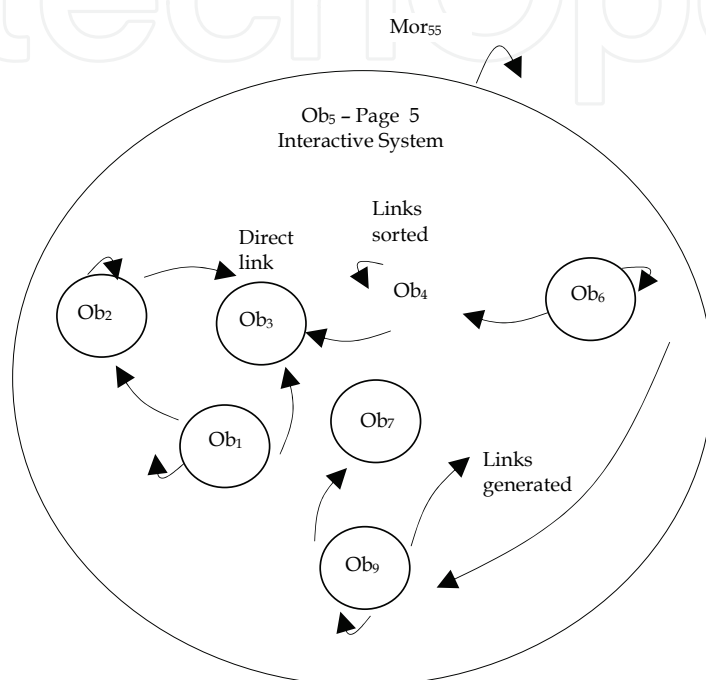 techop
Mor₅₅
Ob₅ – Page 5
Interactive System
Links
sorted
Direct
link
Ob₂
Ob₃
Ob₄
Ob₆
Ob₁
Ob₇
Links
generated
Ob₉